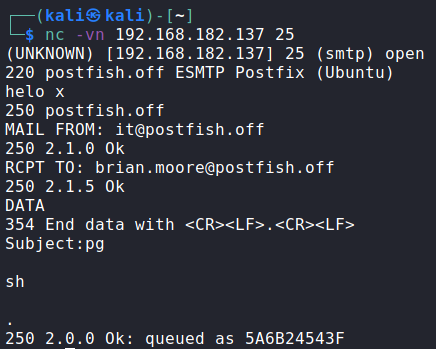 ┌──(kali㉿kali)-[~]
└─$ nc -vn 192.168.182.137 25
(UNKNOWN) [192.168.182.137] 25 (smtp) open
220 postfish.off ESMTP Postfix (Ubuntu)
helo x
250 postfish.off
MAIL FROM: it@postfish.off
250 2.1.0 Ok
RCPT TO: brian.moore@postfish.off
250 2.1.5 Ok
DATA
354 End data with <CR><LF>.<CR><LF>
Subject:pg
sh
.
250 2.0.0 Ok: queued as 5A6B24543F